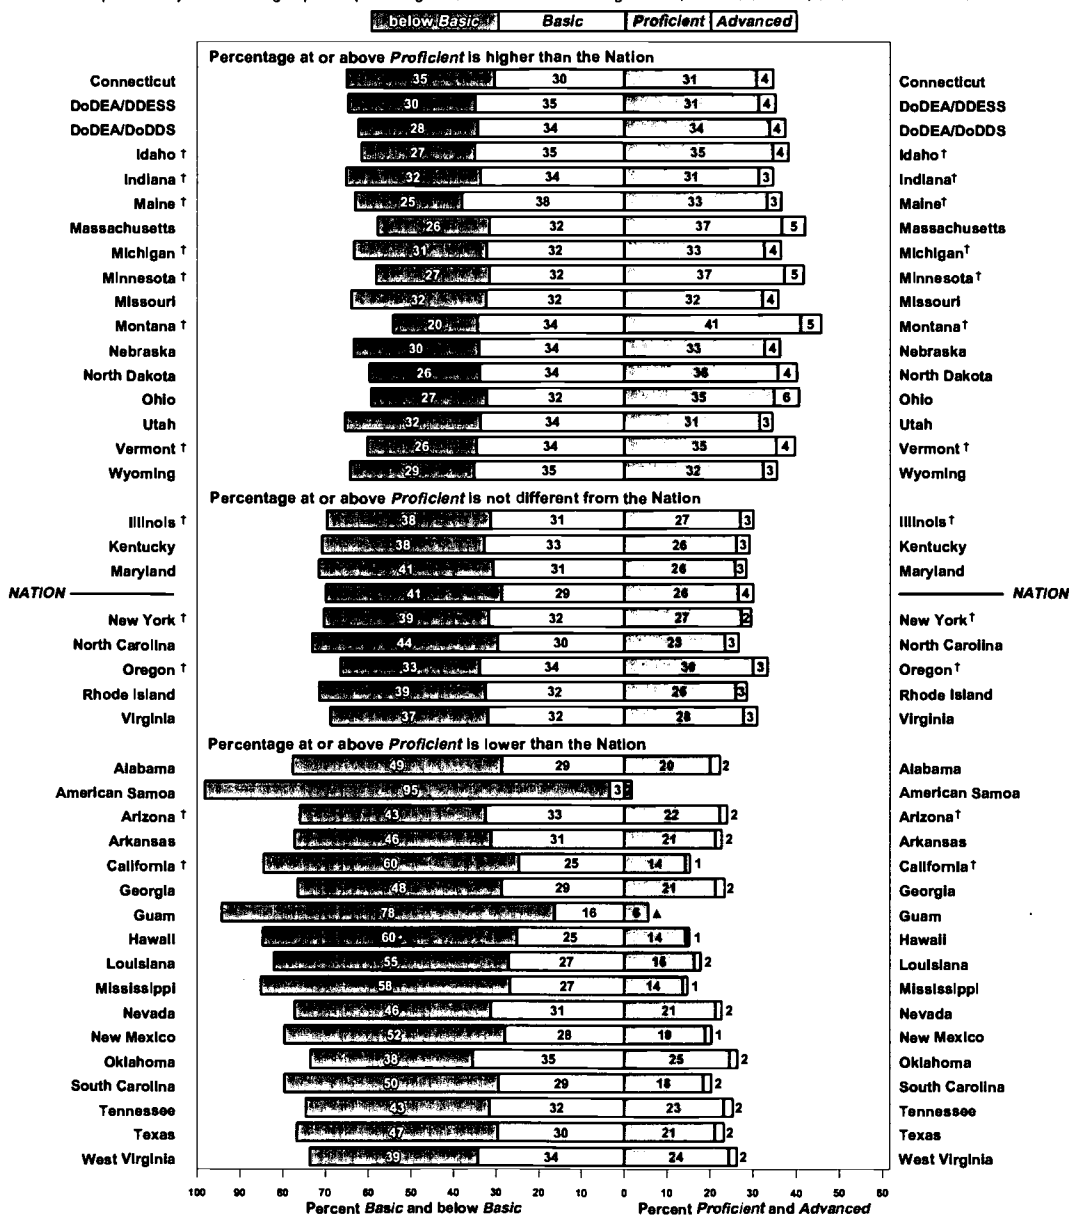 below Basic Basic Proficient Advanced
Percentage at or above Proficient is higher than the Nation
Connecticut 35 30 31 4 Connecticut
DoDEA/DDESS 30 35 31 4 DoDEA/DDESS
DoDEA/DoDDS 28 34 34 4 DoDEA/DoDDS
Idaho † 27 35 35 4 Idaho †
Indiana † 32 34 31 3 Indiana†
Maine † 25 38 33 3 Maine†
Massachusetts 26 32 37 5 Massachusetts
Michigan † 31 32 33 4 Michigan†
Minnesota † 27 32 37 5 Minnesota†
Missouri 32 32 32 4 Missouri
Montana † 20 34 41 5 Montana†
Nebraska 30 34 33 4 Nebraska
North Dakota 26 34 36 4 North Dakota
Ohio 27 32 35 6 Ohio
Utah 32 34 31 3 Utah
Vermont † 26 34 35 4 Vermont †
Wyoming 29 35 32 3 Wyoming
Percentage at or above Proficient is not different from the Nation
Illinois † 38 31 27 3 Illinois †
Kentucky 38 33 26 3 Kentucky
Maryland 41 31 26 3 Maryland
NATION 41 29 26 4 NATION
New York † 39 32 27 2 New York†
North Carolina 44 30 23 3 North Carolina
Oregon † 33 34 30 3 Oregon †
Rhode Island 39 32 26 3 Rhode Island
Virginia 37 32 28 3 Virginia
Percentage at or above Proficient is lower than the Nation
Alabama 49 29 20 2 Alabama
American Samoa 95 3 American Samoa
Arizona † 43 33 22 2 Arizona†
Arkansas 46 31 21 2 Arkansas
California † 60 25 14 1 California†
Georgia 48 29 21 2 Georgia
Guam 78 16 6 ▲ Guam
Hawaii 60 25 14 1 Hawaii
Louisiana 55 27 16 2 Louisiana
Mississippi 58 27 14 1 Mississippi
Nevada 46 31 21 2 Nevada
New Mexico 52 28 19 1 New Mexico
Oklahoma 38 35 25 2 Oklahoma
South Carolina 50 29 18 2 South Carolina
Tennessee 43 32 23 2 Tennessee
Texas 47 30 21 2 Texas
West Virginia 39 34 24 2 West Virginia
100 90 80 70 60 50 40 30 20 10 0 10 20 30 40 50 60
Percent Basic and below Basic Percent Proficient and Advanced